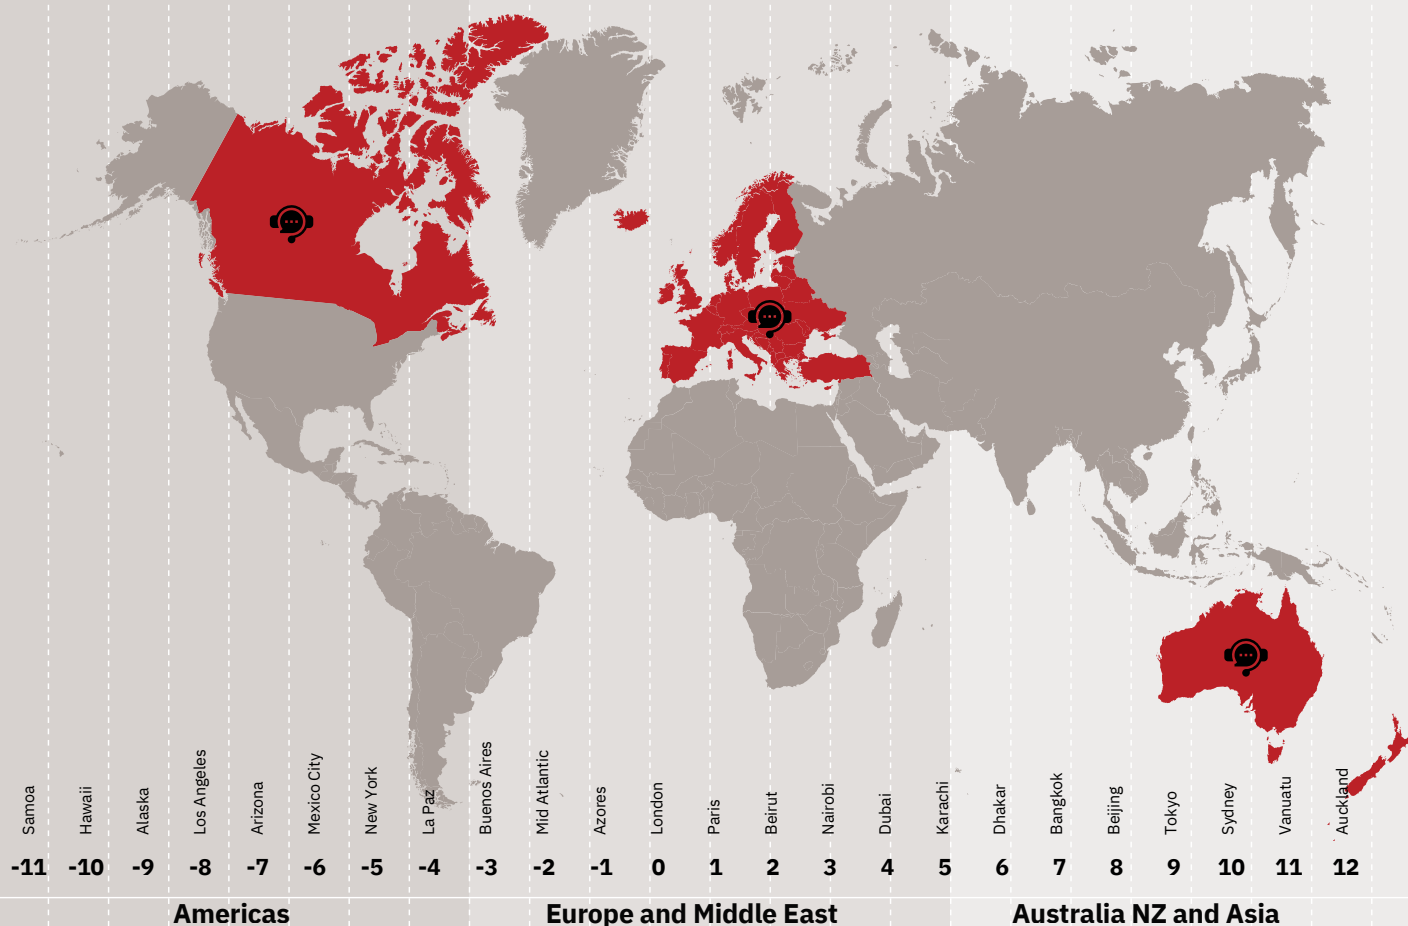 Samoa
Hawaii
Alaska
Los Angeles
Arizona
Mexico City
New York
La Paz
Buenos Aires
Mid Atlantic
Azores
London
Paris
Beirut
Nairobi
Dubai
Karachi
Dhakar
Bangkok
Beijing
Tokyo
Sydney
Vanuatu
Auckland
-11 -10 -9 -8 -7 -6 -5 -4 -3 -2 -1 0 1 2 3 4 5 6 7 8 9 10 11 12
Americas Europe and Middle East Australia NZ and Asia